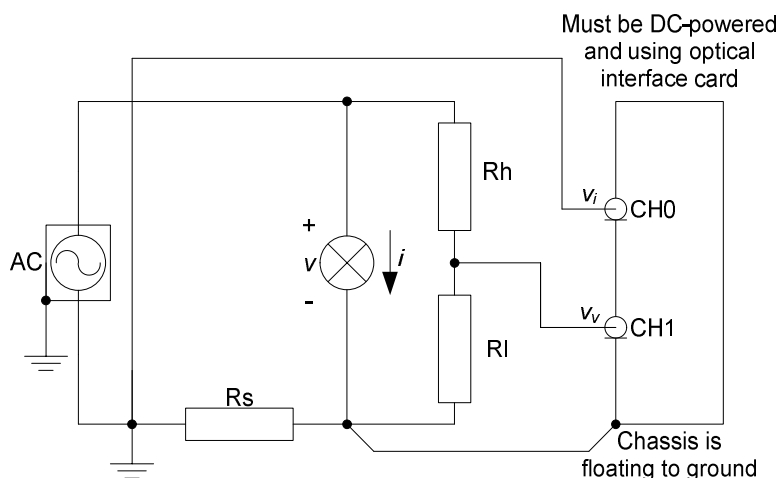 Must be DC-powered
and using optical
interface card
Rh
vi
CH0
+
AC
v
i
-
vv
CH1
Rl
Rs
Chassis is
floating to ground